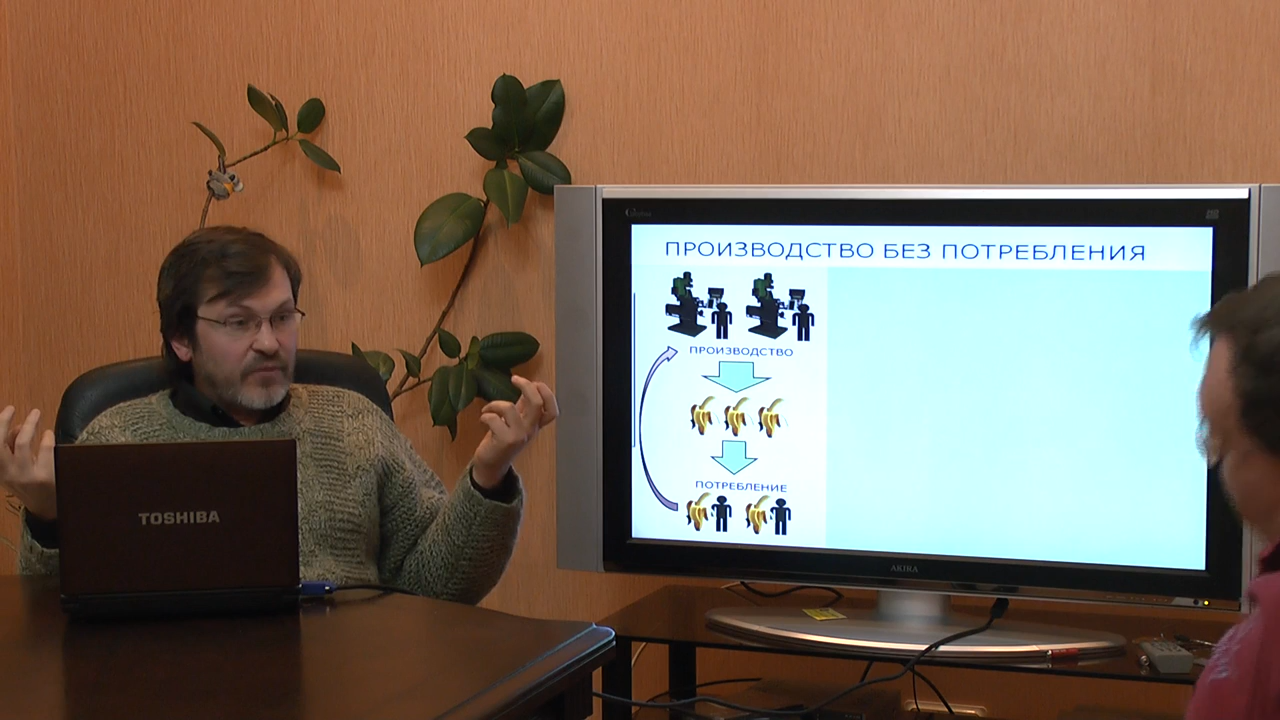 ПРОИЗВОДСТВО БЕЗ ПОТРЕБЛЕНИЯ
ПРОИЗВОДСТВО
ПОТРЕБЛЕНИЕ
TOSHIBA
AKIRA